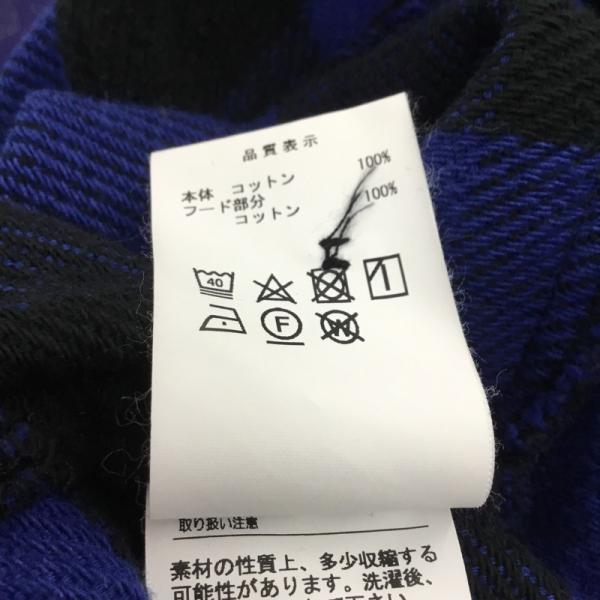 品質表示
本体 コットン 100%
フード部分
コットン 100%
40
F
W
取り扱い注意
素材の性質上、多少収縮する
可能性があります。洗濯後、